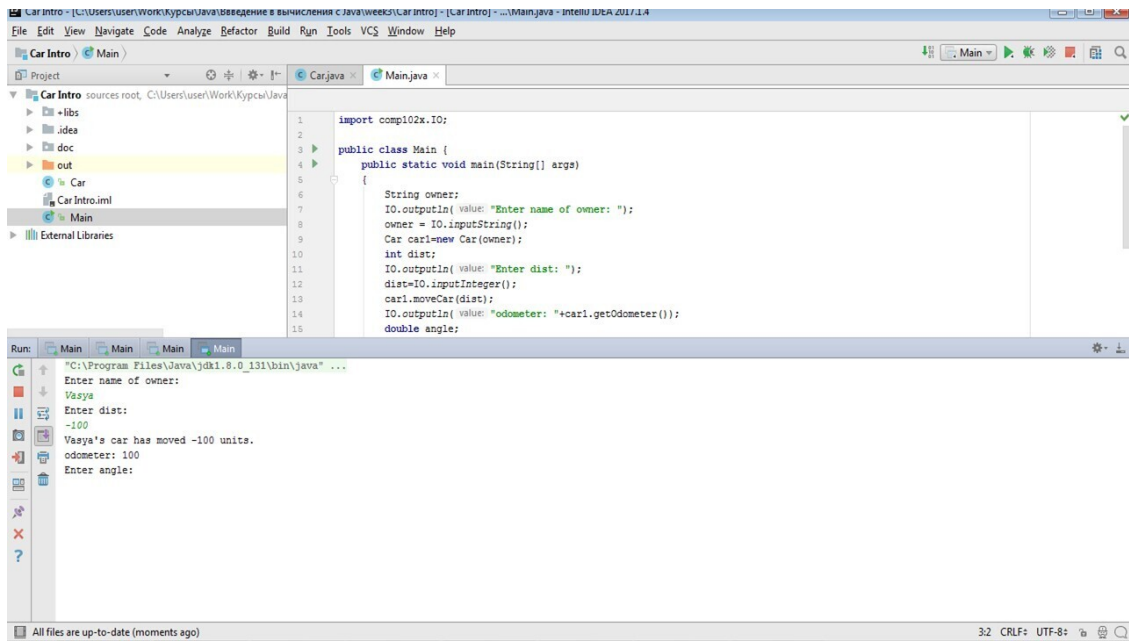 Car Intro - [C:\Users\user\Work\Курсы\Java\Введение в вычисления с Java\week3\Car Intro] - [Car Intro] - ...\Main.java - IntelliJ IDEA 2017.1.4
File Edit View Navigate Code Analyze Refactor Build Run Tools VCS Window Help
Car Intro Main
Main
Project
Car.java Main.java
Car Intro sources root, C:\Users\user\Work\Курсы\Java
+libs
.idea
doc
out
Car
Car Intro.iml
Main
External Libraries
1 import comp102x.IO;
2
3 public class Main {
4 public static void main(String[] args)
5 {
6 String owner;
7 IO.outputln( value: "Enter name of owner: ");
8 owner = IO.inputString();
9 Car car1=new Car(owner);
10 int dist;
11 IO.outputln( value: "Enter dist: ");
12 dist=IO.inputInteger();
13 car1.moveCar(dist);
14 IO.outputln( value: "odometer: "+car1.getOdometer());
15 double angle;
Run: Main Main Main Main
"C:\Program Files\Java\jdk1.8.0_131\bin\java" ...
Enter name of owner:
Vasya
Enter dist:
-100
Vasya's car has moved -100 units.
odometer: 100
Enter angle:
All files are up-to-date (moments ago)
3:2 CRLF÷ UTF-8÷